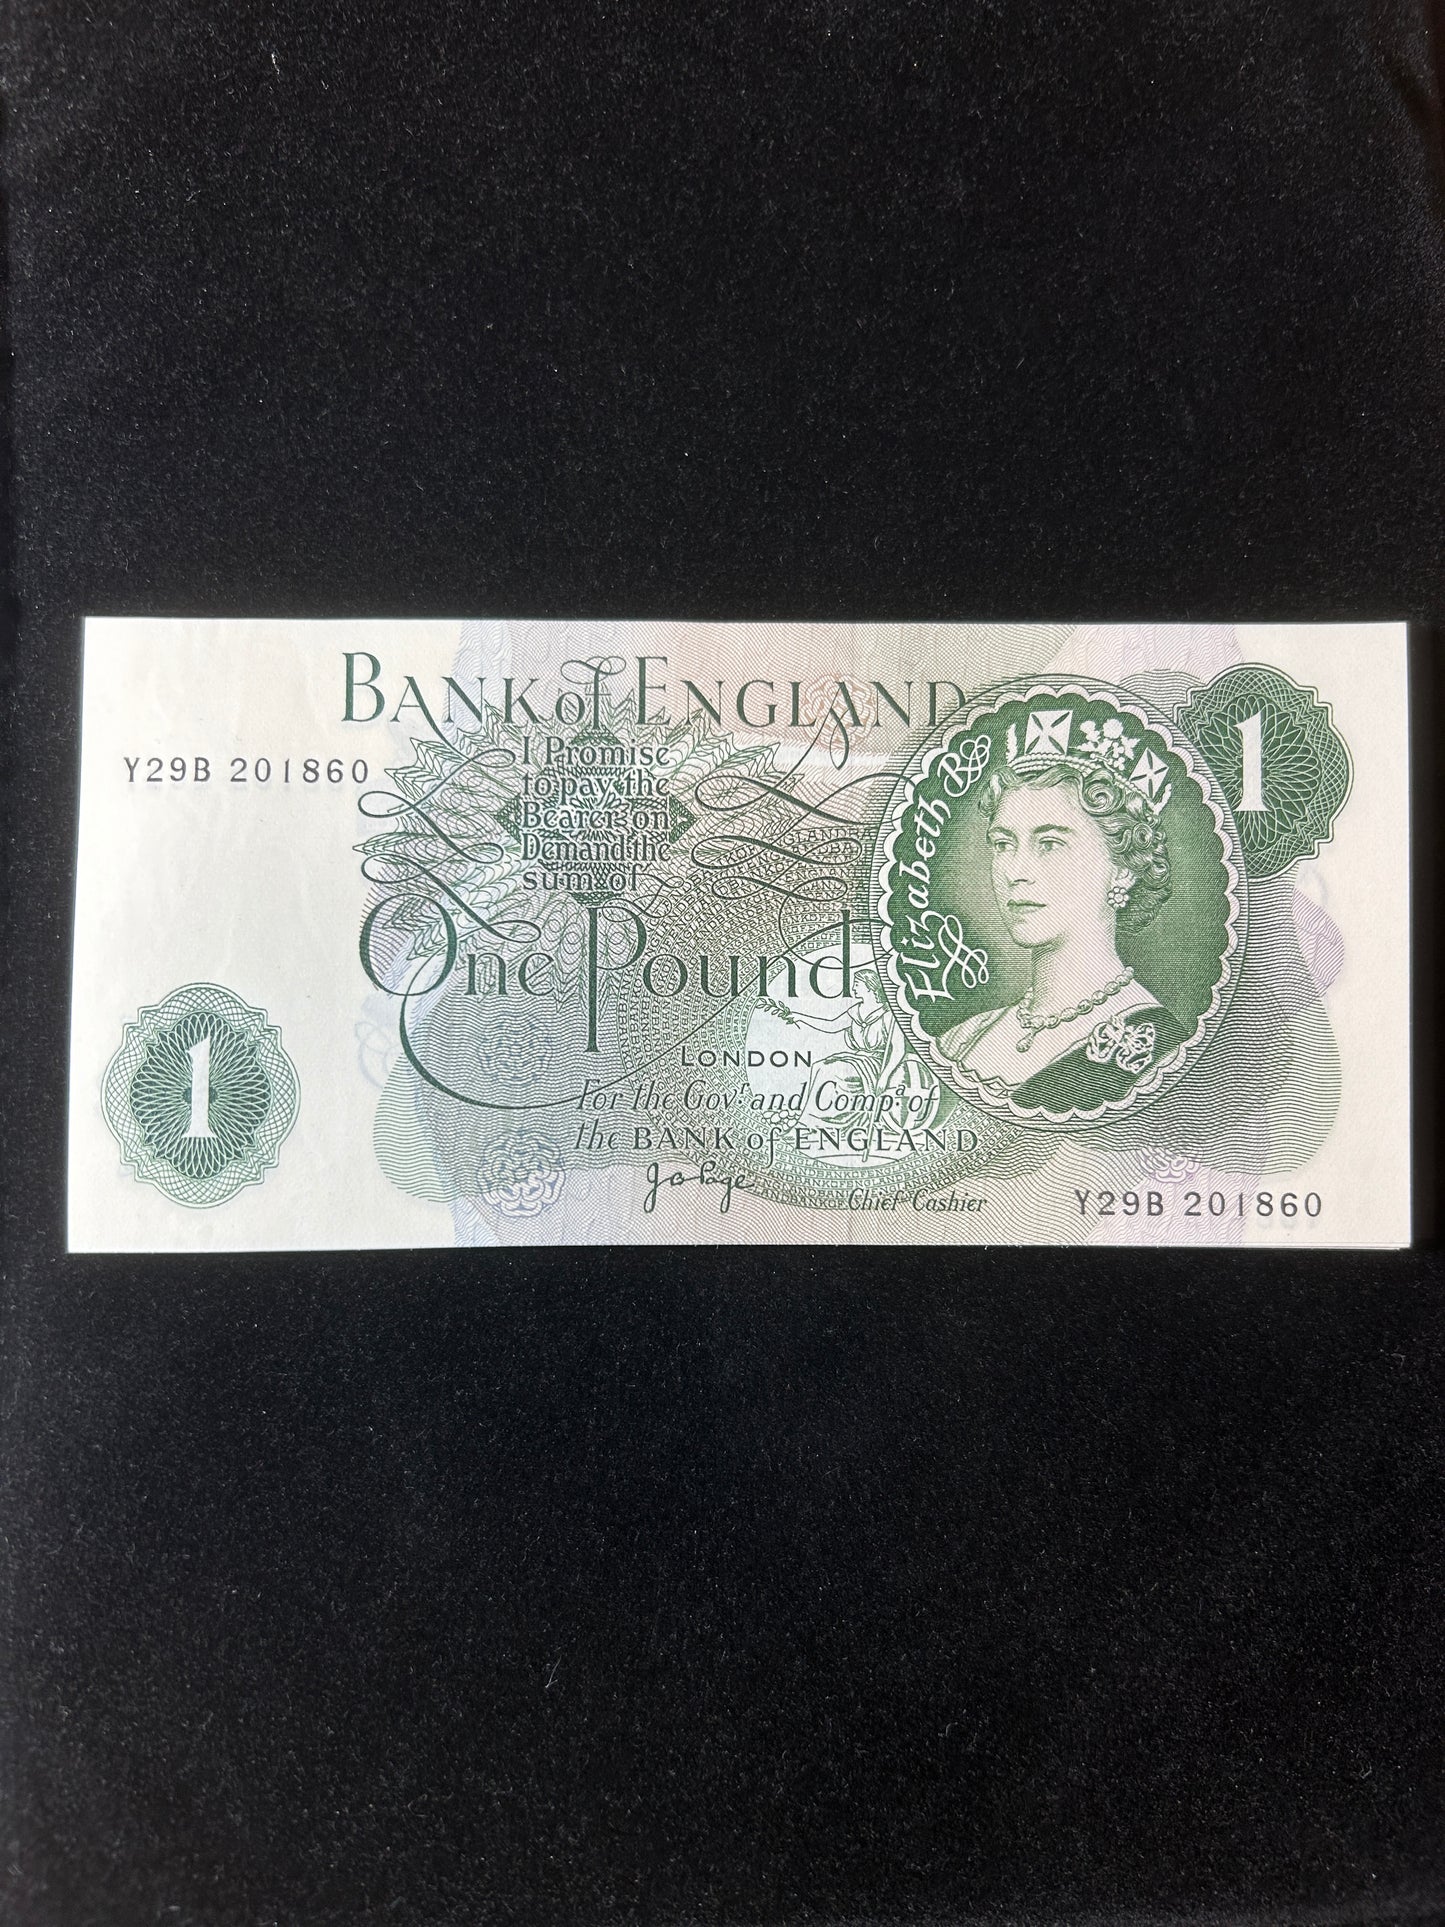 BANK of ENGLAND
Y29B 201860
I Promise
to pay the
Bearer on
Demand the
sum of
One Pound
LONDON
For the Govr. and Compa. of
the BANK of ENGLAND
J B Page
Chief Cashier
Elizabeth R
1
1
Y29B 201860